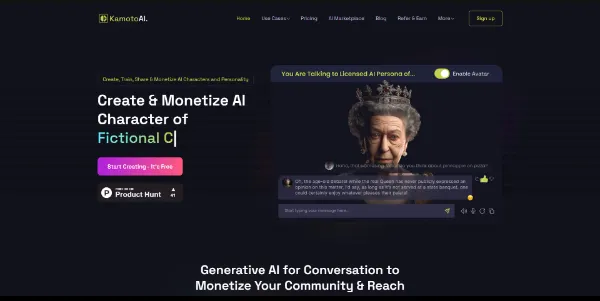 KamotoAI.
Home
Use Cases
Pricing
AI Marketplace
Blog
Refer & Earn
More
Sign up
Create, Train, Share & Monetize AI Characters and Personality
Create & Monetize AI
Character of
Fictional C
Start Creating - It's Free
Product Hunt
You Are Talking to Licensed AI Persona of...
Enable Avatar
Start typing your message here...
Generative AI for Conversation to
Monetize Your Community & Reach